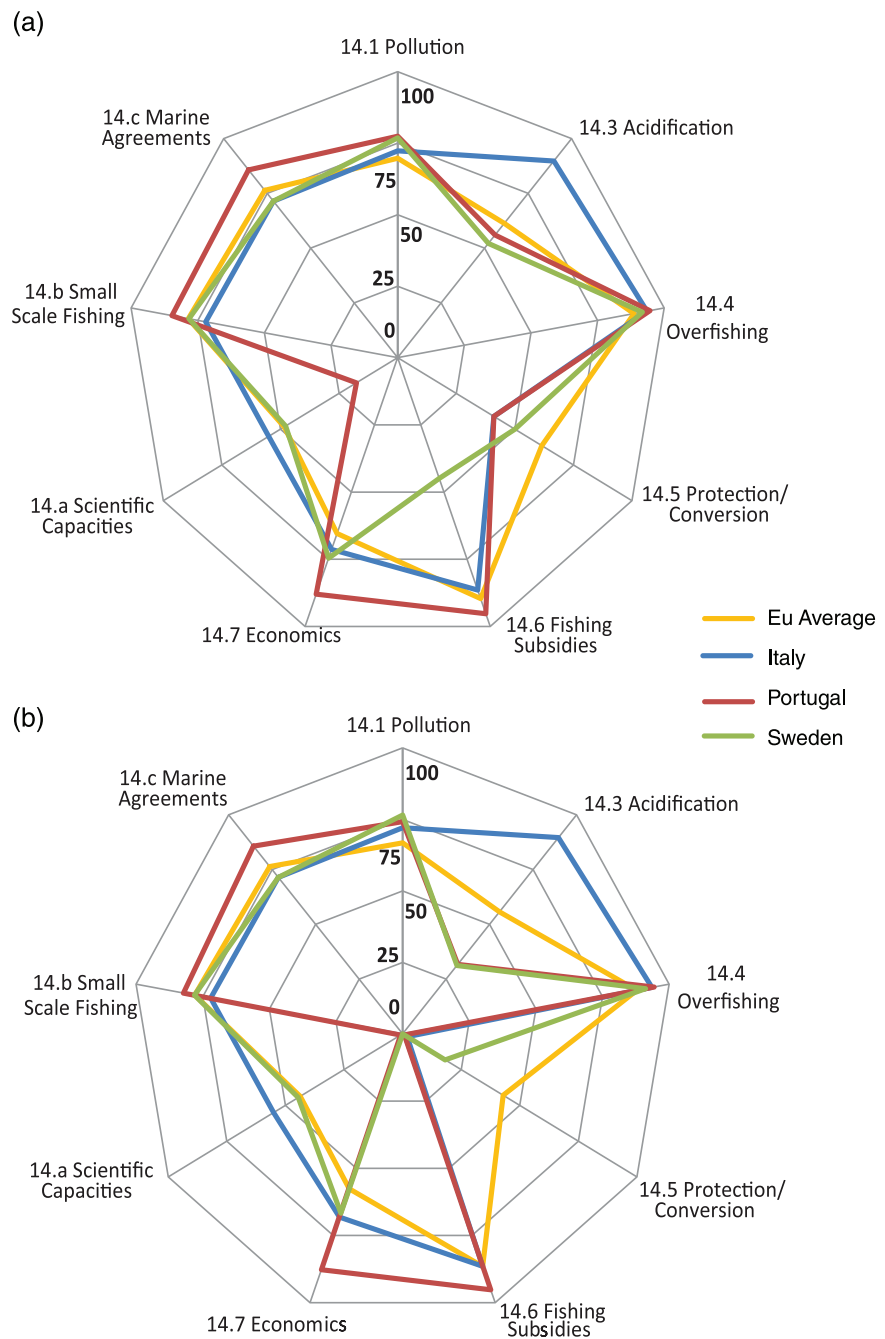 (a)
14.1 Pollution
100
14.c Marine
Agreements
14.3 Acidification
75
50
14.b Small
Scale Fishing
25
14.4
Overfishing
0
14.a Scientific
Capacities
14.5 Protection/
Conversion
14.7 Economics
14.6 Fishing
Subsidies
Eu Average
Italy
Portugal
Sweden
(b)
14.1 Pollution
100
14.c Marine
Agreements
14.3 Acidification
75
50
14.b Small
Scale Fishing
25
14.4
Overfishing
0
14.a Scientific
Capacities
14.5 Protection/
Conversion
14.7 Economics
14.6 Fishing
Subsidies